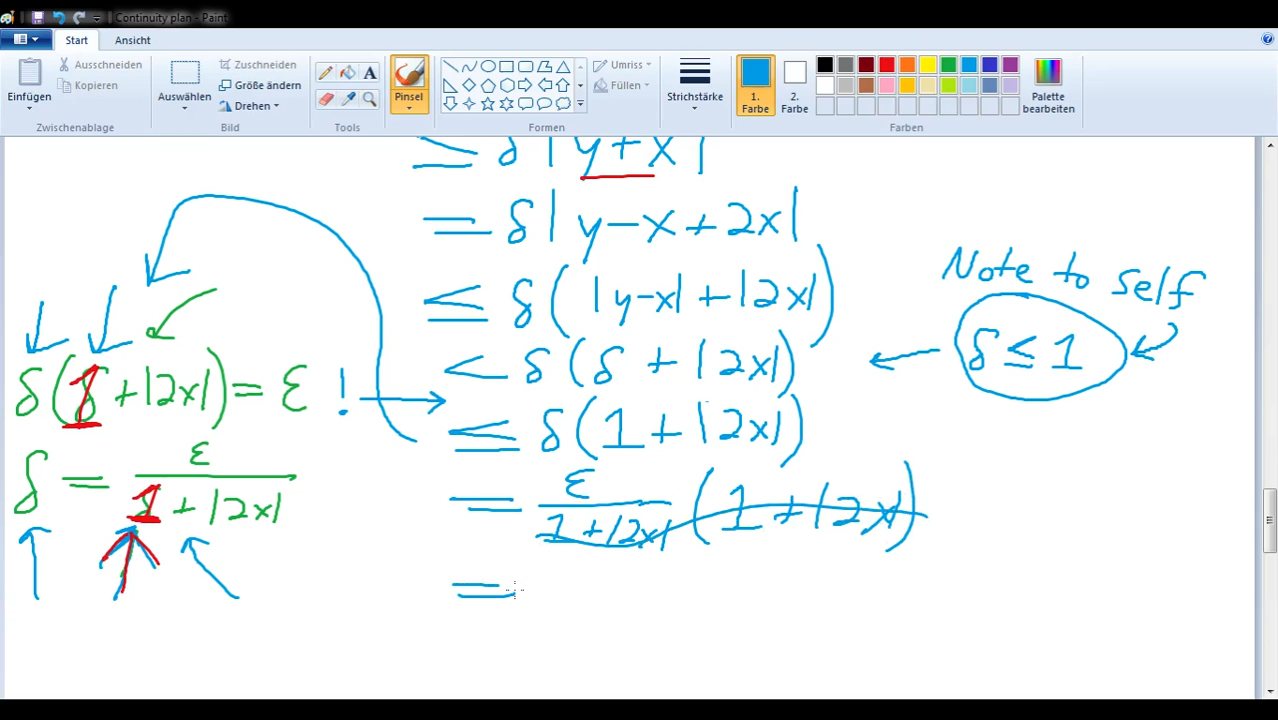 Continuity plan - Paint
Start Ansicht
Einfügen
Ausschneiden
Kopieren
Zwischenablage
Auswählen
Zuschneiden
Größe ändern
Drehen
Bild
Pinsel
Tools
Umriss
Füllen
Formen
Strichstärke
1. Farbe
2. Farbe
Palette bearbeiten
Farben
≤ δ|y+x|
= δ|y-x+2x|
≤ δ(|y-x|+|2x|)
< δ(δ + |2x|)
≤ δ(1+|2x|)
= ε/(1+|2x|) (1+|2x|)
=
δ(1+|2x|) = ε !
δ = ε/(1+|2x|)
Note to self
δ ≤ 1